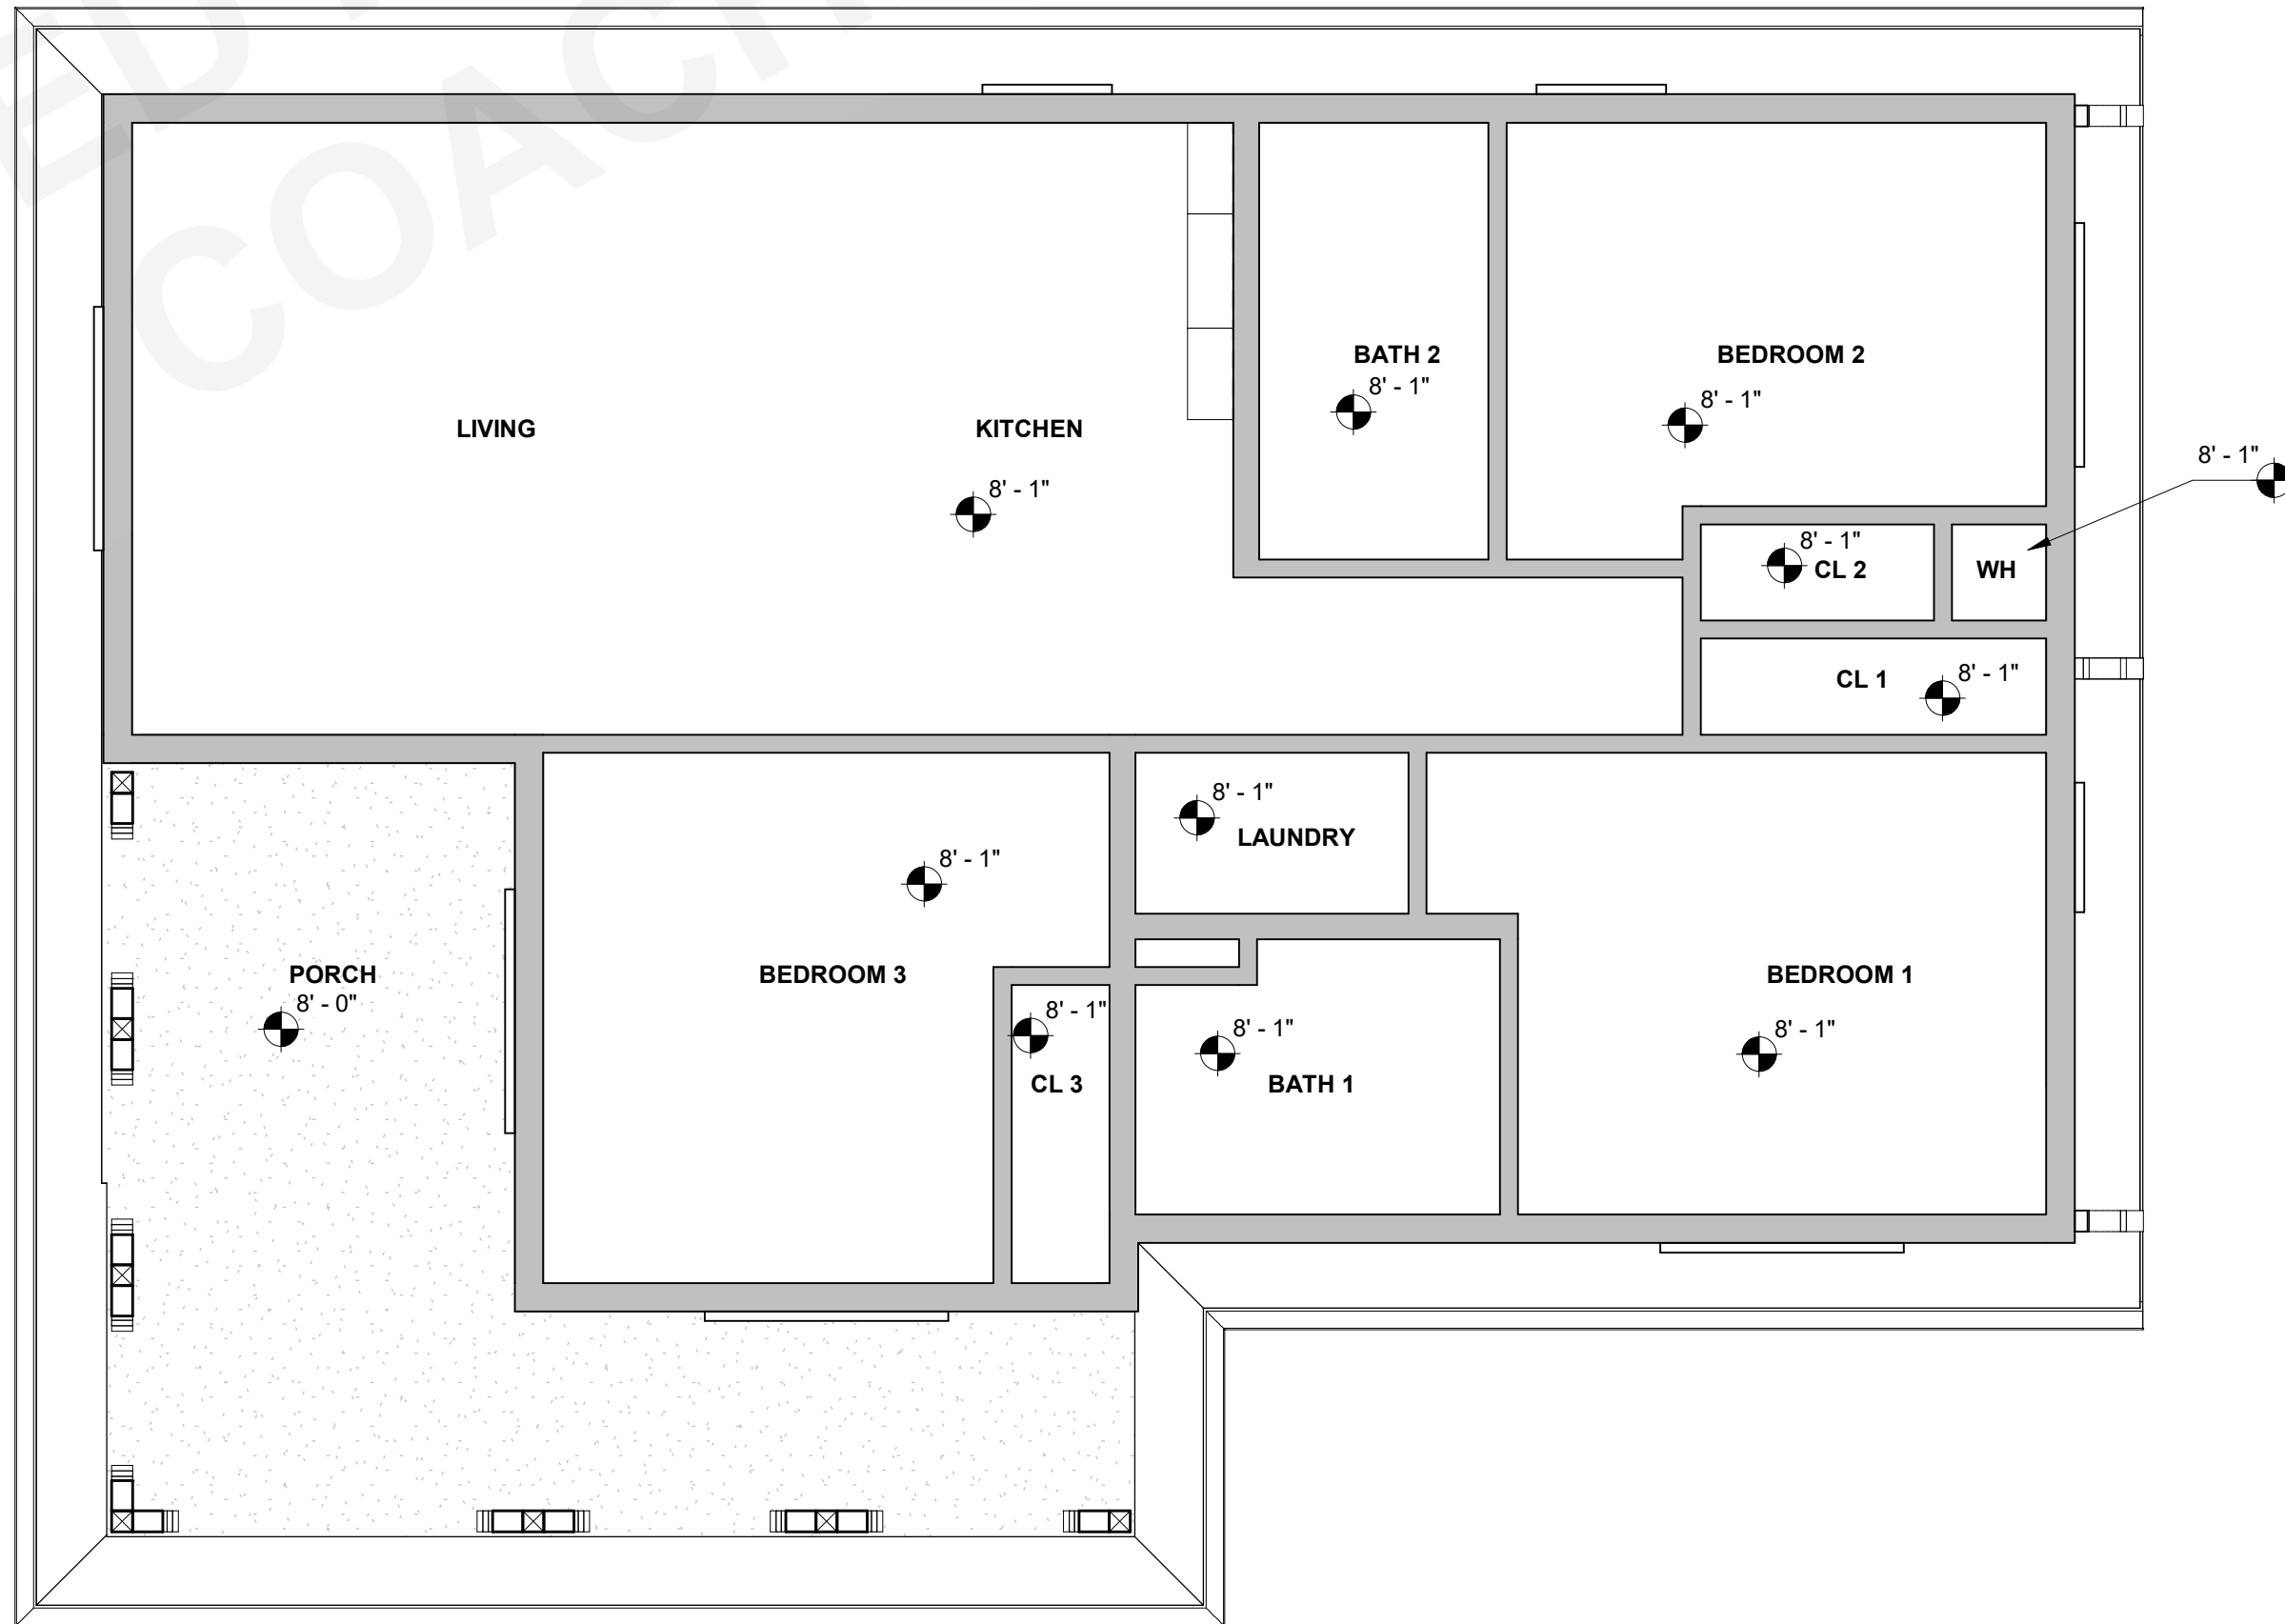 COACH
BATH 2
8' - 1"
BEDROOM 2
8' - 1"
LIVING
KITCHEN
8' - 1"
8' - 1"
8' - 1"
CL 2
WH
CL 1
8' - 1"
8' - 1"
LAUNDRY
8' - 1"
PORCH
8' - 0"
BEDROOM 3
BEDROOM 1
8' - 1"
CL 3
8' - 1"
BATH 1
8' - 1"